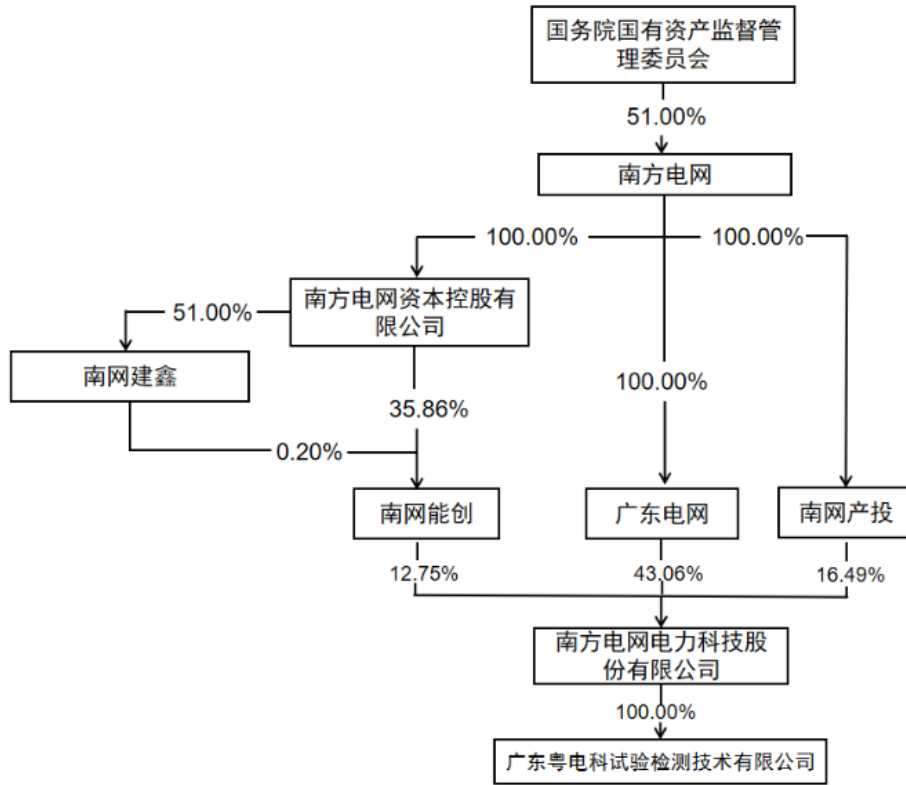 国务院国有资产监督管
理委员会
51.00%
南方电网
100.00%
100.00%
南方电网资本控股有
限公司
51.00%
南网建鑫
100.00%
35.86%
0.20%
南网能创
广东电网
南网产投
12.75%
43.06%
16.49%
南方电网电力科技股
份有限公司
100.00%
广东粤电科试验检测技术有限公司